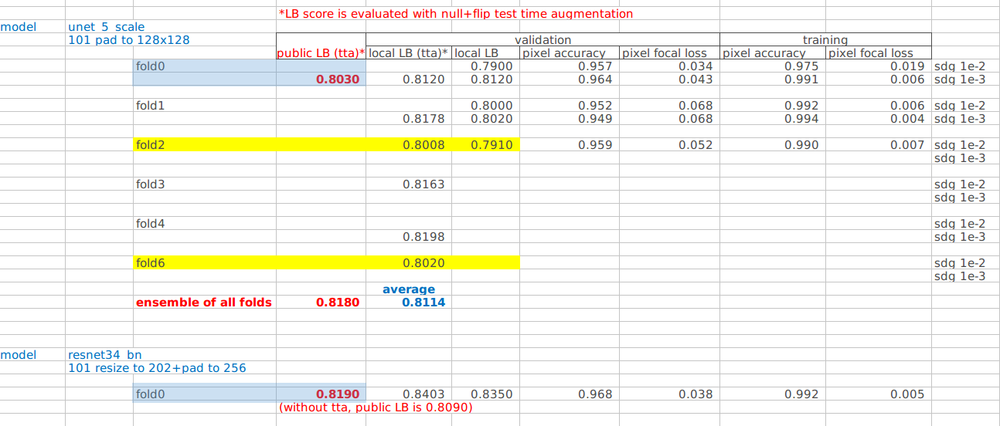 *LB score is evaluated with null+flip test time augmentation
model unet_5_scale
101 pad to 128x128 validation training
public LB (tta)* local LB (tta)* local LB pixel accuracy pixel focal loss pixel accuracy pixel focal loss
fold0 0.7900 0.957 0.034 0.975 0.019 sdg 1e-2
0.8030 0.8120 0.8120 0.964 0.043 0.991 0.006 sdg 1e-3
fold1 0.8000 0.952 0.068 0.992 0.006 sdg 1e-2
0.8178 0.8020 0.949 0.068 0.994 0.004 sdg 1e-3
fold2 0.8008 0.7910 0.959 0.052 0.990 0.007 sdg 1e-2
sdg 1e-3
fold3 0.8163 sdg 1e-2
sdg 1e-3
fold4 sdg 1e-2
0.8198 sdg 1e-3
fold6 0.8020 sdg 1e-2
sdg 1e-3
average
ensemble of all folds 0.8180 0.8114
model resnet34_bn
101 resize to 202+pad to 256
fold0 0.8190 0.8403 0.8350 0.968 0.038 0.992 0.005
(without tta, public LB is 0.8090)